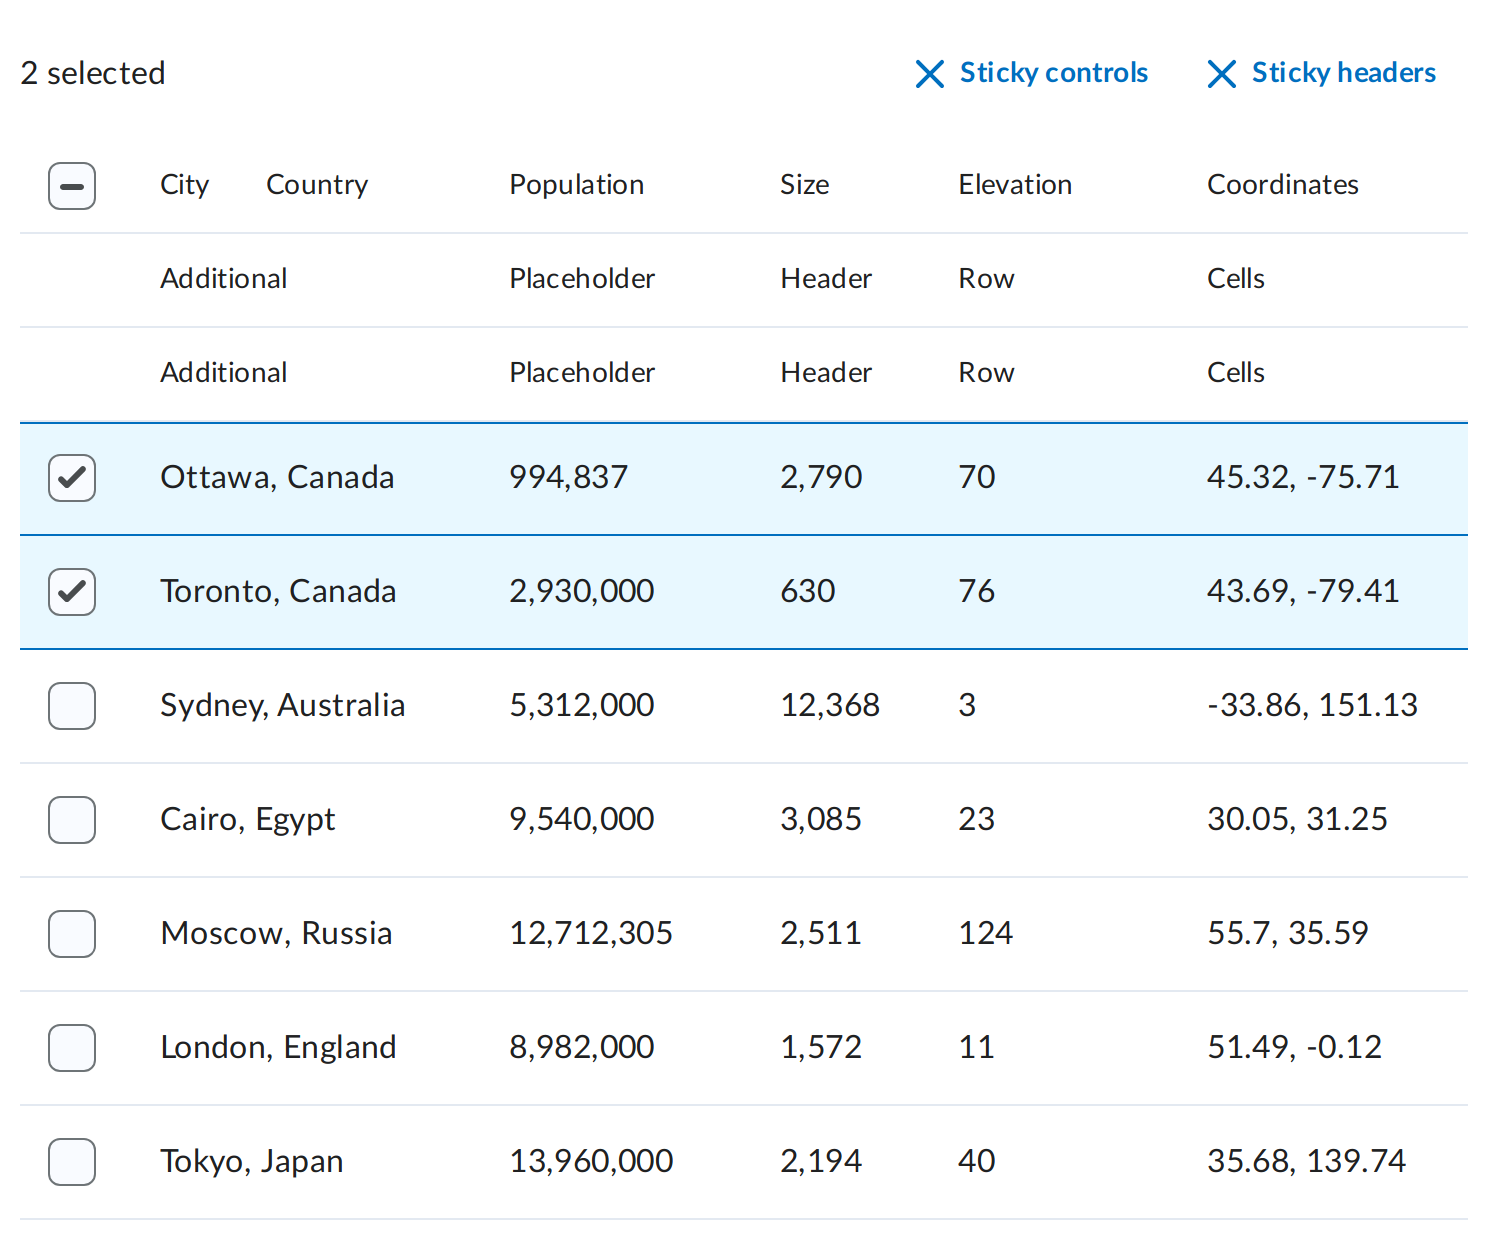 2 selected Sticky controls Sticky headers
City Country Population Size Elevation Coordinates
Additional Placeholder Header Row Cells
Additional Placeholder Header Row Cells
Ottawa, Canada 994,837 2,790 70 45.32, -75.71
Toronto, Canada 2,930,000 630 76 43.69, -79.41
Sydney, Australia 5,312,000 12,368 3 -33.86, 151.13
Cairo, Egypt 9,540,000 3,085 23 30.05, 31.25
Moscow, Russia 12,712,305 2,511 124 55.7, 35.59
London, England 8,982,000 1,572 11 51.49, -0.12
Tokyo, Japan 13,960,000 2,194 40 35.68, 139.74